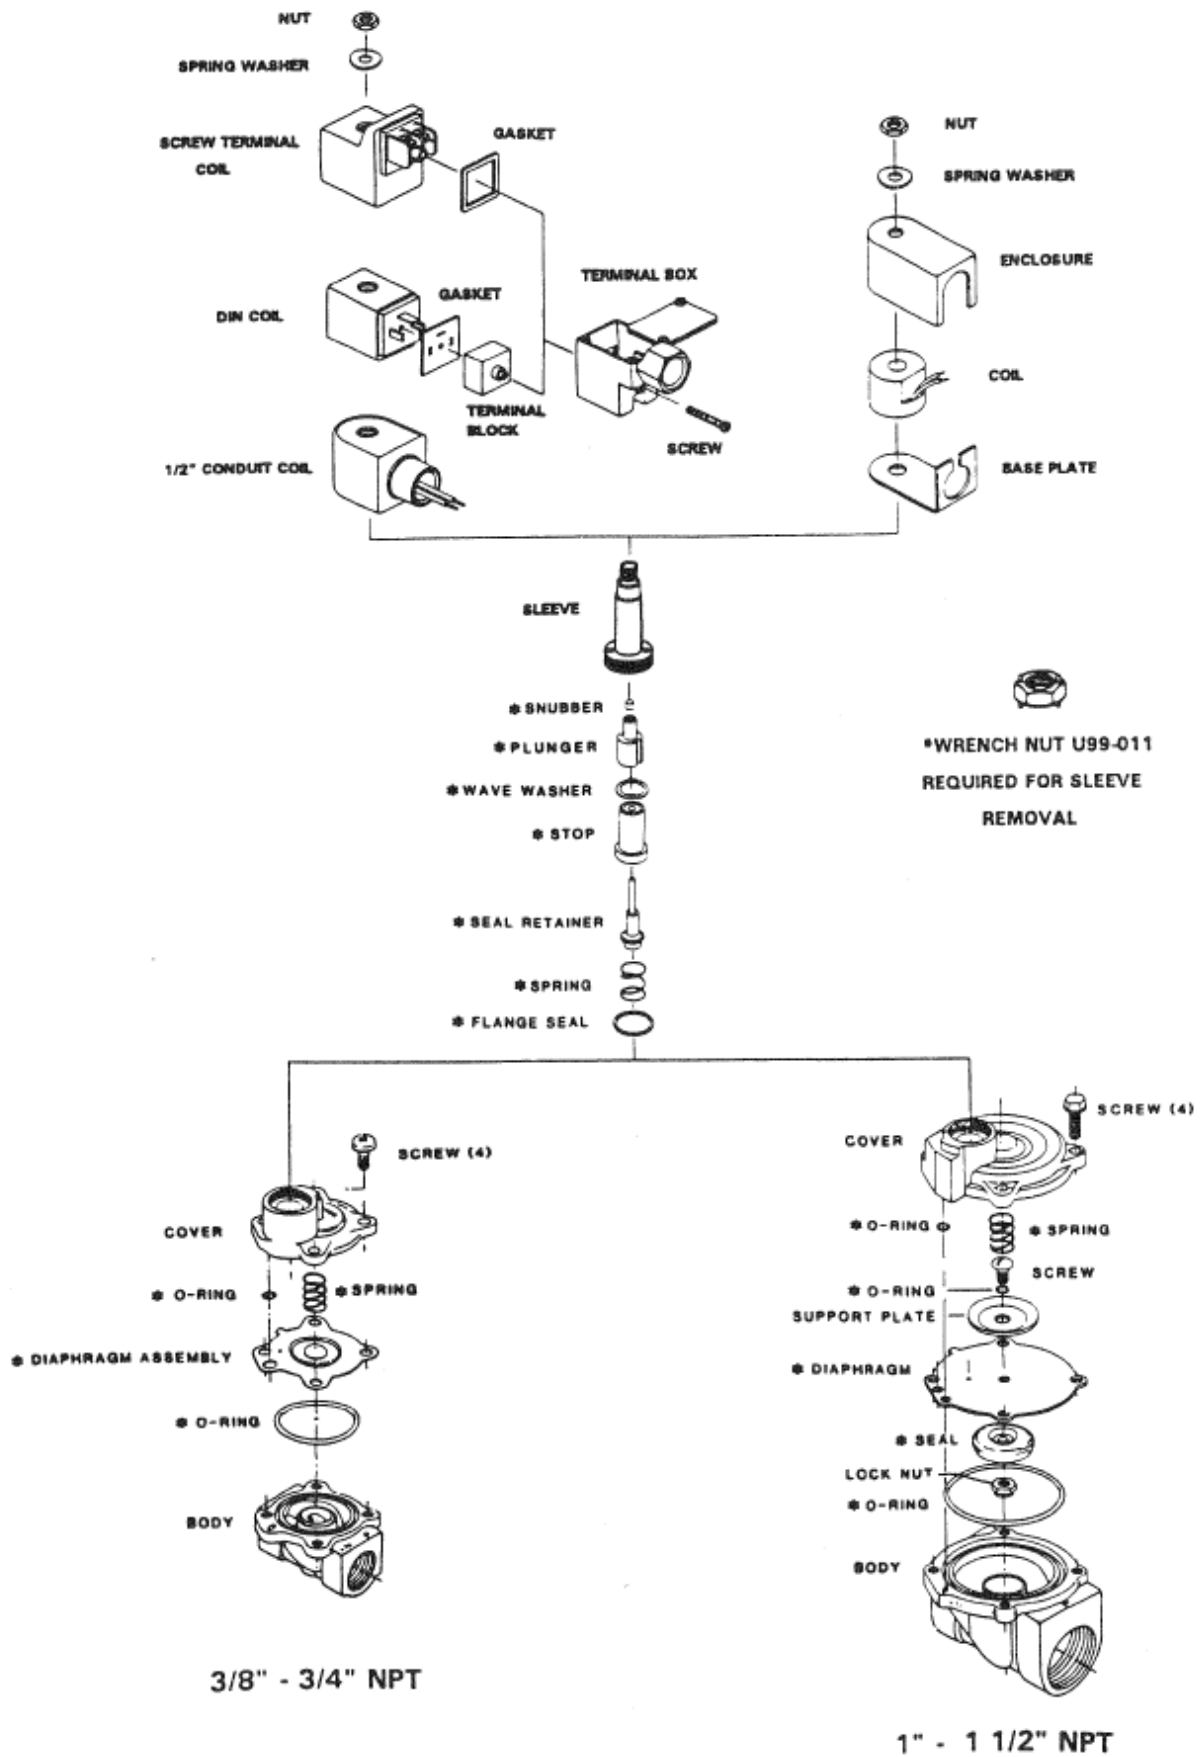 NUT
SPRING WASHER
SCREW TERMINAL
COIL
GASKET
NUT
SPRING WASHER
ENCLOSURE
TERMINAL BOX
GASKET
DIN COIL
COIL
TERMINAL
BLOCK
SCREW
1/2" CONDUIT COIL
BASE PLATE
SLEEVE
* SNUBBER
* PLUNGER
* WAVE WASHER
* STOP
*WRENCH NUT U99-011
REQUIRED FOR SLEEVE
REMOVAL
* SEAL RETAINER
* SPRING
* FLANGE SEAL
SCREW (4)
COVER
* O-RING
* SPRING
* DIAPHRAGM ASSEMBLY
* O-RING
BODY
3/8" - 3/4" NPT
SCREW (4)
COVER
* O-RING
* SPRING
SCREW
* O-RING
SUPPORT PLATE
* DIAPHRAGM
* SEAL
LOCK NUT
* O-RING
BODY
1" - 1 1/2" NPT